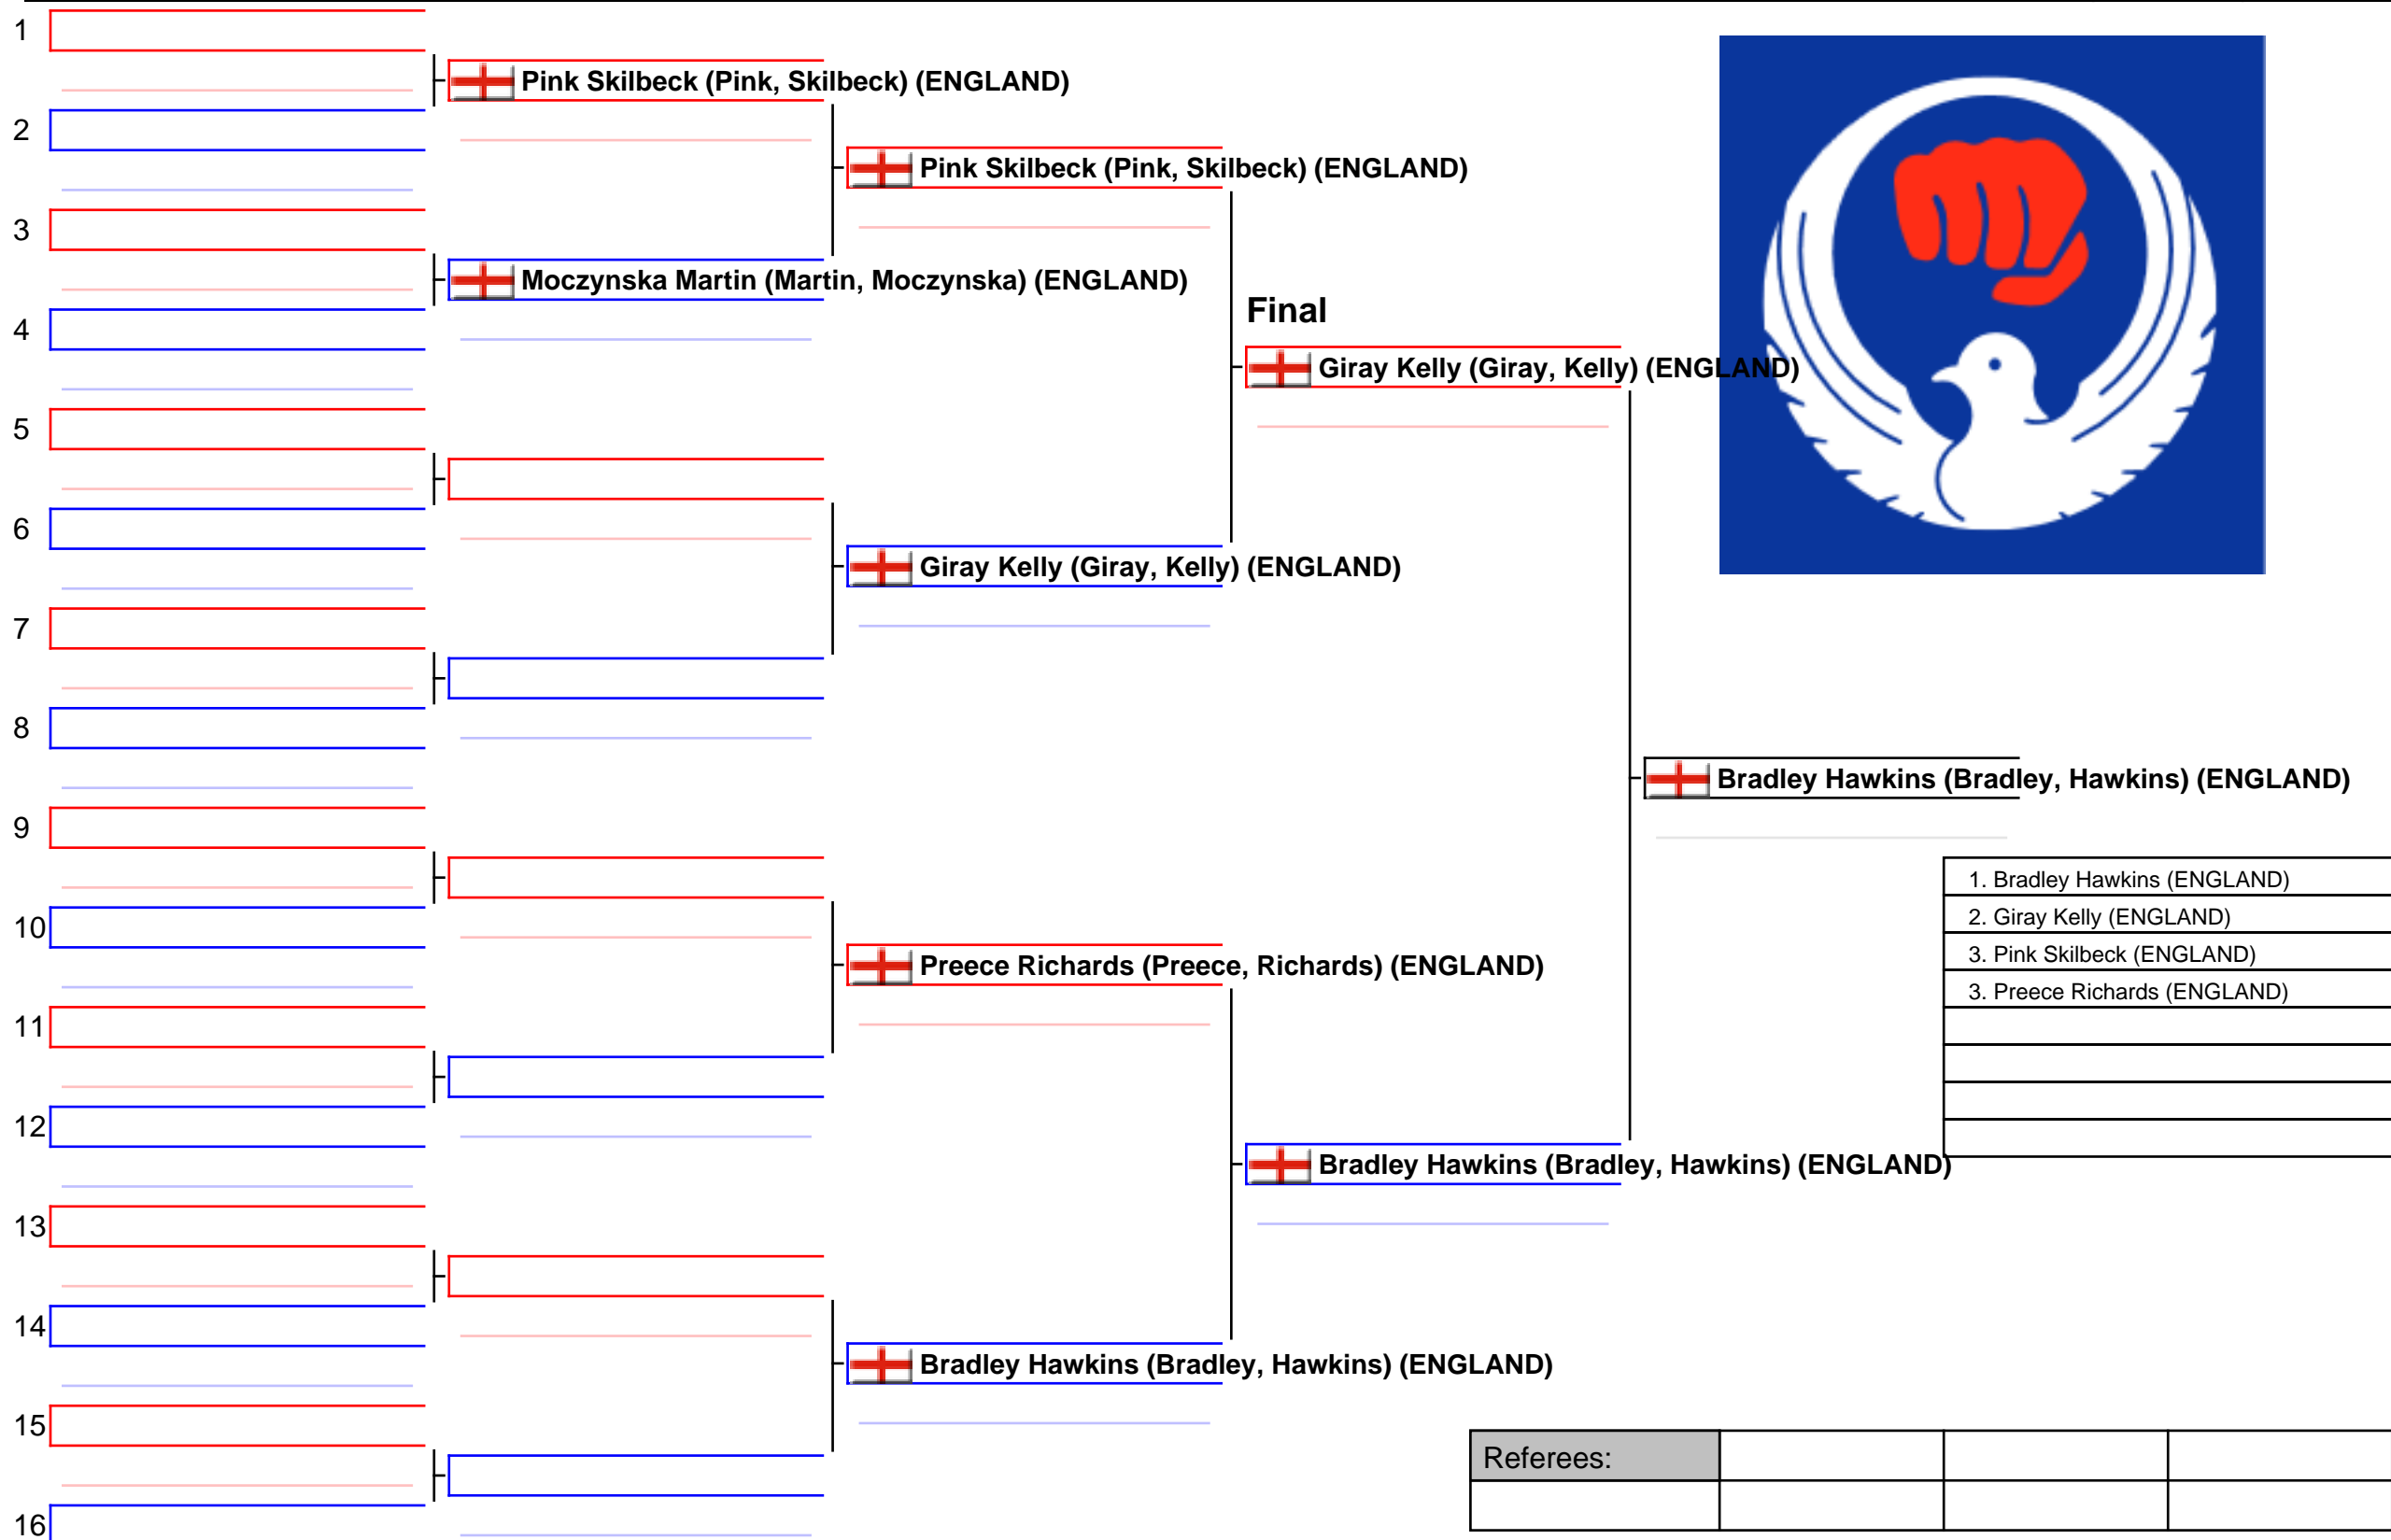 1
Pink Skilbeck (Pink, Skilbeck) (ENGLAND)
2
Pink Skilbeck (Pink, Skilbeck) (ENGLAND)
3
Moczynska Martin (Martin, Moczynska) (ENGLAND)
4
Final
Giray Kelly (Giray, Kelly) (ENGLAND)
5
6
Giray Kelly (Giray, Kelly) (ENGLAND)
7
8
Bradley Hawkins (Bradley, Hawkins) (ENGLAND)
9
1. Bradley Hawkins (ENGLAND)
2. Giray Kelly (ENGLAND)
3. Pink Skilbeck (ENGLAND)
3. Preece Richards (ENGLAND)
10
Preece Richards (Preece, Richards) (ENGLAND)
11
12
Bradley Hawkins (Bradley, Hawkins) (ENGLAND)
13
14
Bradley Hawkins (Bradley, Hawkins) (ENGLAND)
15
Referees:
16